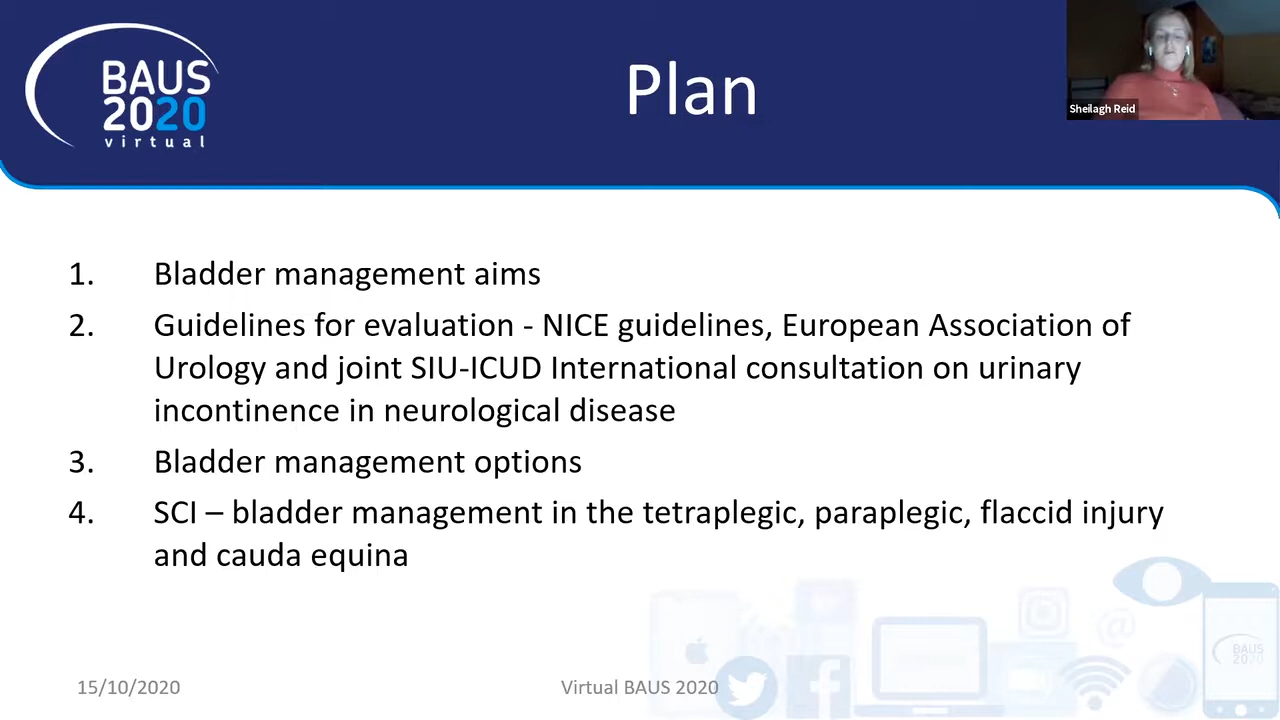 BAUS
2020
virtual
Plan
Sheilagh Reid
1. Bladder management aims
2. Guidelines for evaluation - NICE guidelines, European Association of
Urology and joint SIU-ICUD International consultation on urinary
incontinence in neurological disease
3. Bladder management options
4. SCI – bladder management in the tetraplegic, paraplegic, flaccid injury
and cauda equina
BAUS
2020
15/10/2020
Virtual BAUS 2020